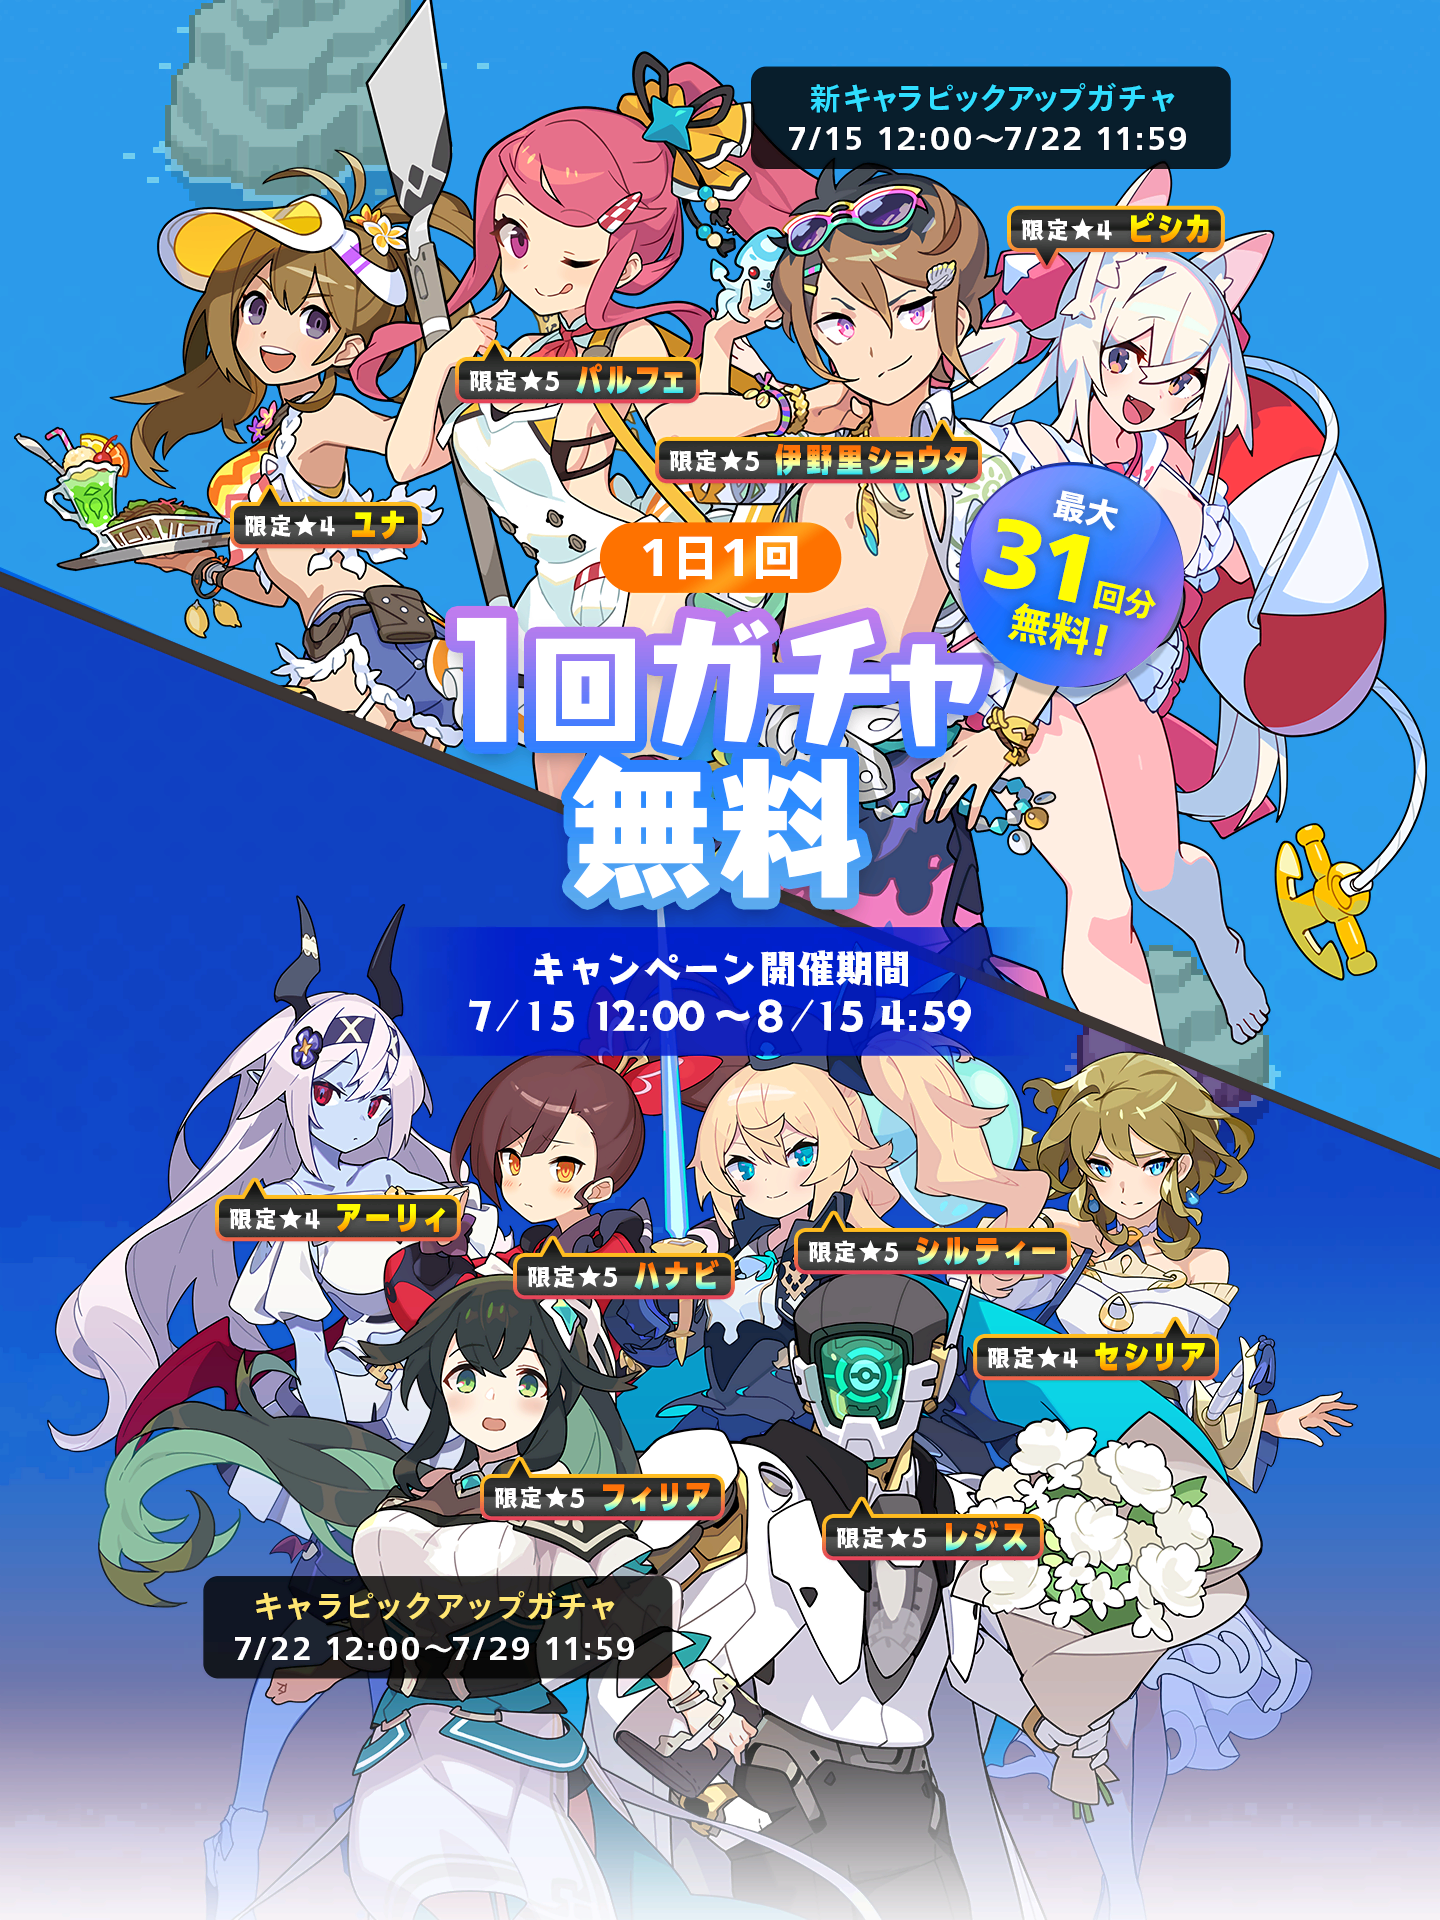 新キャラピックアップガチャ
7/15 12:00～7/22 11:59
限定★4 ピシカ
限定★5 パルフェ
限定★5 伊野里ショウタ
限定★4 ユナ
最大
31回分
無料!
1日1回
1回ガチャ
無料
キャンペーン開催期間
7/15 12:00～8/15 4:59
限定★4 アーリィ
限定★5 シルティー
限定★5 ハナビ
限定★4 セシリア
限定★5 フィリア
限定★5 レジス
キャラピックアップガチャ
7/22 12:00～7/29 11:59